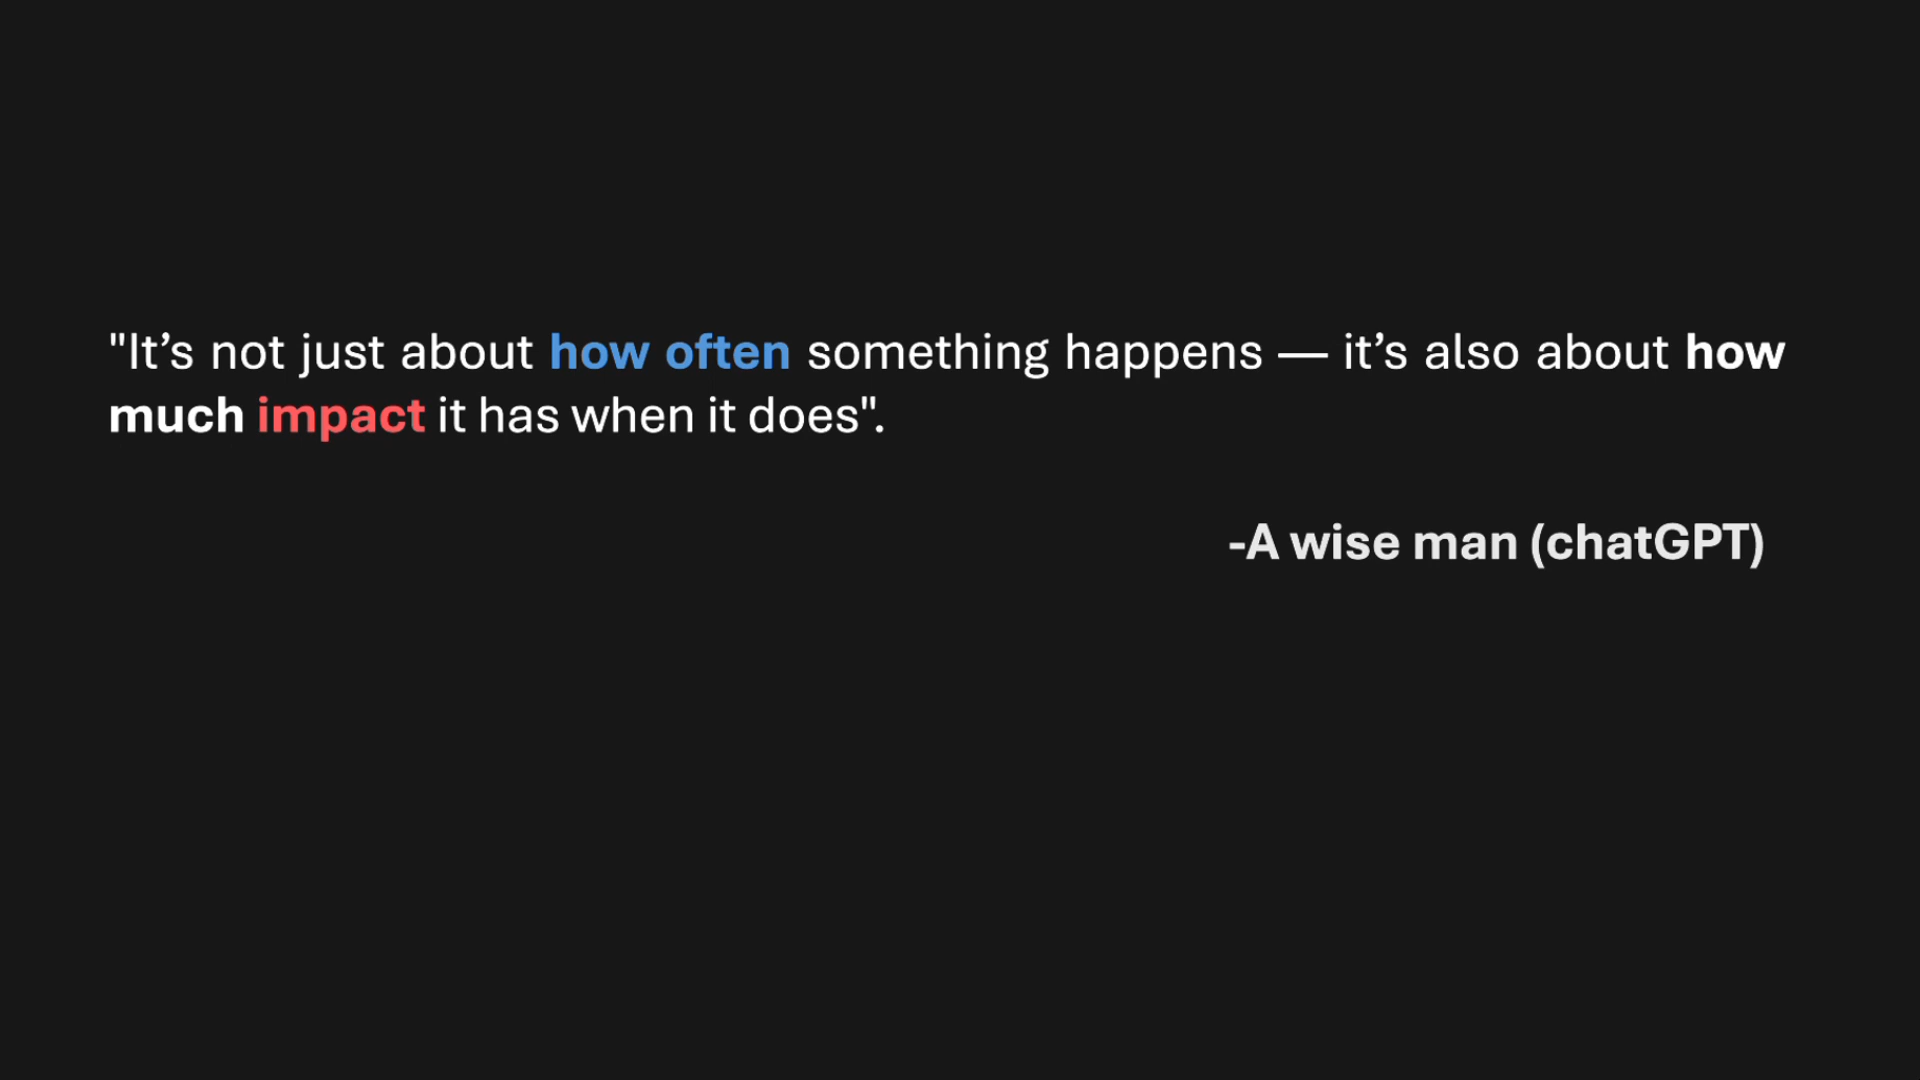 "It’s not just about how often something happens — it’s also about how
much impact it has when it does".
-A wise man (chatGPT)